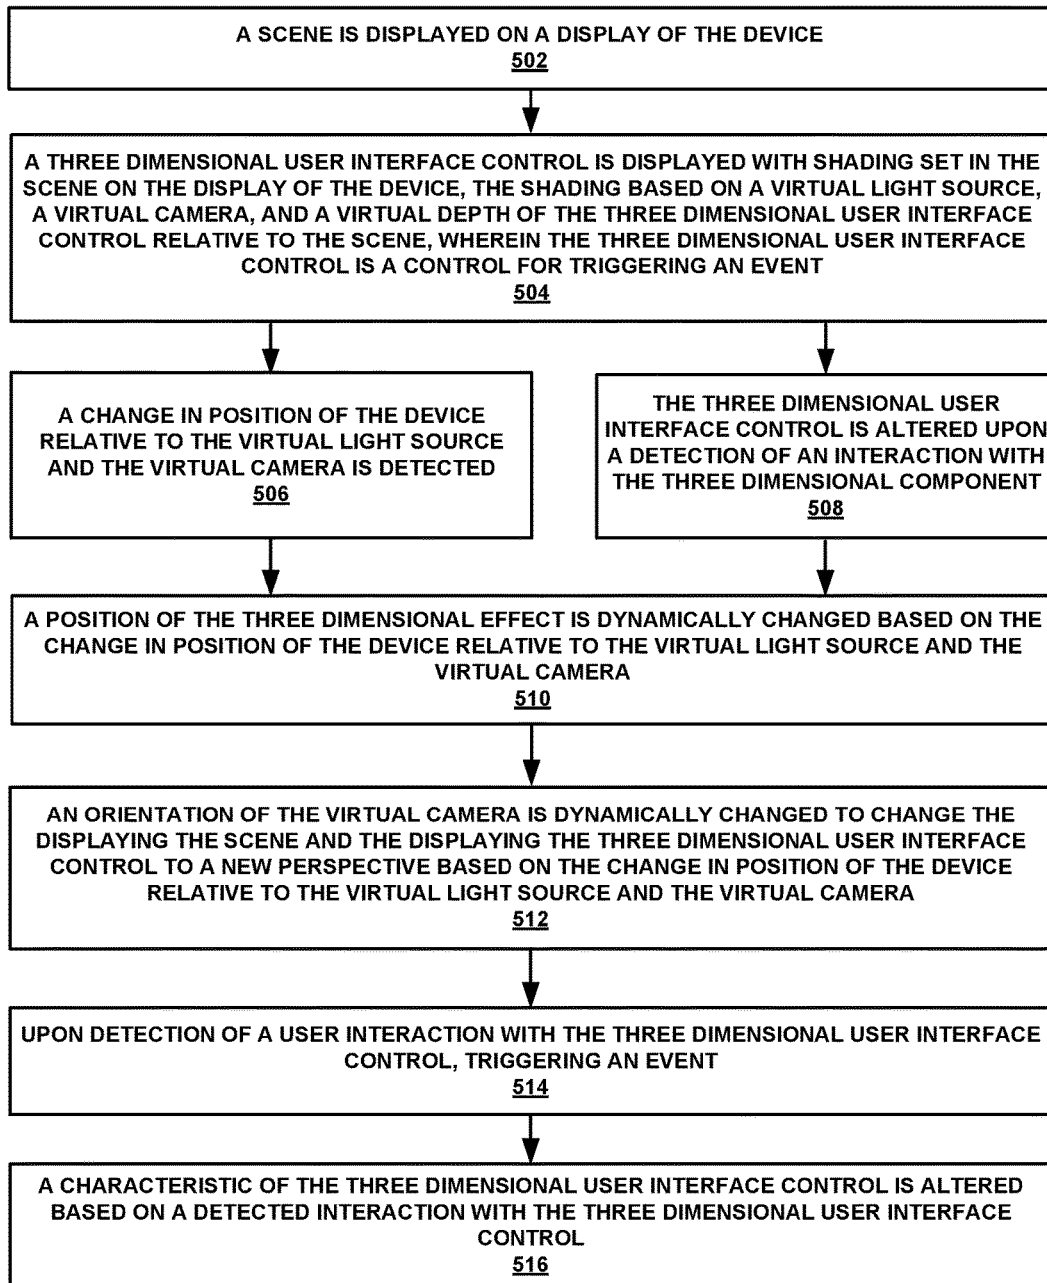 A SCENE IS DISPLAYED ON A DISPLAY OF THE DEVICE
502
A THREE DIMENSIONAL USER INTERFACE CONTROL IS DISPLAYED WITH SHADING SET IN THE
SCENE ON THE DISPLAY OF THE DEVICE, THE SHADING BASED ON A VIRTUAL LIGHT SOURCE,
A VIRTUAL CAMERA, AND A VIRTUAL DEPTH OF THE THREE DIMENSIONAL USER INTERFACE
CONTROL RELATIVE TO THE SCENE, WHEREIN THE THREE DIMENSIONAL USER INTERFACE
CONTROL IS A CONTROL FOR TRIGGERING AN EVENT
504
A CHANGE IN POSITION OF THE DEVICE
RELATIVE TO THE VIRTUAL LIGHT SOURCE
AND THE VIRTUAL CAMERA IS DETECTED
506
THE THREE DIMENSIONAL USER
INTERFACE CONTROL IS ALTERED UPON
A DETECTION OF AN INTERACTION WITH
THE THREE DIMENSIONAL COMPONENT
508
A POSITION OF THE THREE DIMENSIONAL EFFECT IS DYNAMICALLY CHANGED BASED ON THE
CHANGE IN POSITION OF THE DEVICE RELATIVE TO THE VIRTUAL LIGHT SOURCE AND THE
VIRTUAL CAMERA
510
AN ORIENTATION OF THE VIRTUAL CAMERA IS DYNAMICALLY CHANGED TO CHANGE THE
DISPLAYING THE SCENE AND THE DISPLAYING THE THREE DIMENSIONAL USER INTERFACE
CONTROL TO A NEW PERSPECTIVE BASED ON THE CHANGE IN POSITION OF THE DEVICE
RELATIVE TO THE VIRTUAL LIGHT SOURCE AND THE VIRTUAL CAMERA
512
UPON DETECTION OF A USER INTERACTION WITH THE THREE DIMENSIONAL USER INTERFACE
CONTROL, TRIGGERING AN EVENT
514
A CHARACTERISTIC OF THE THREE DIMENSIONAL USER INTERFACE CONTROL IS ALTERED
BASED ON A DETECTED INTERACTION WITH THE THREE DIMENSIONAL USER INTERFACE
CONTROL
516